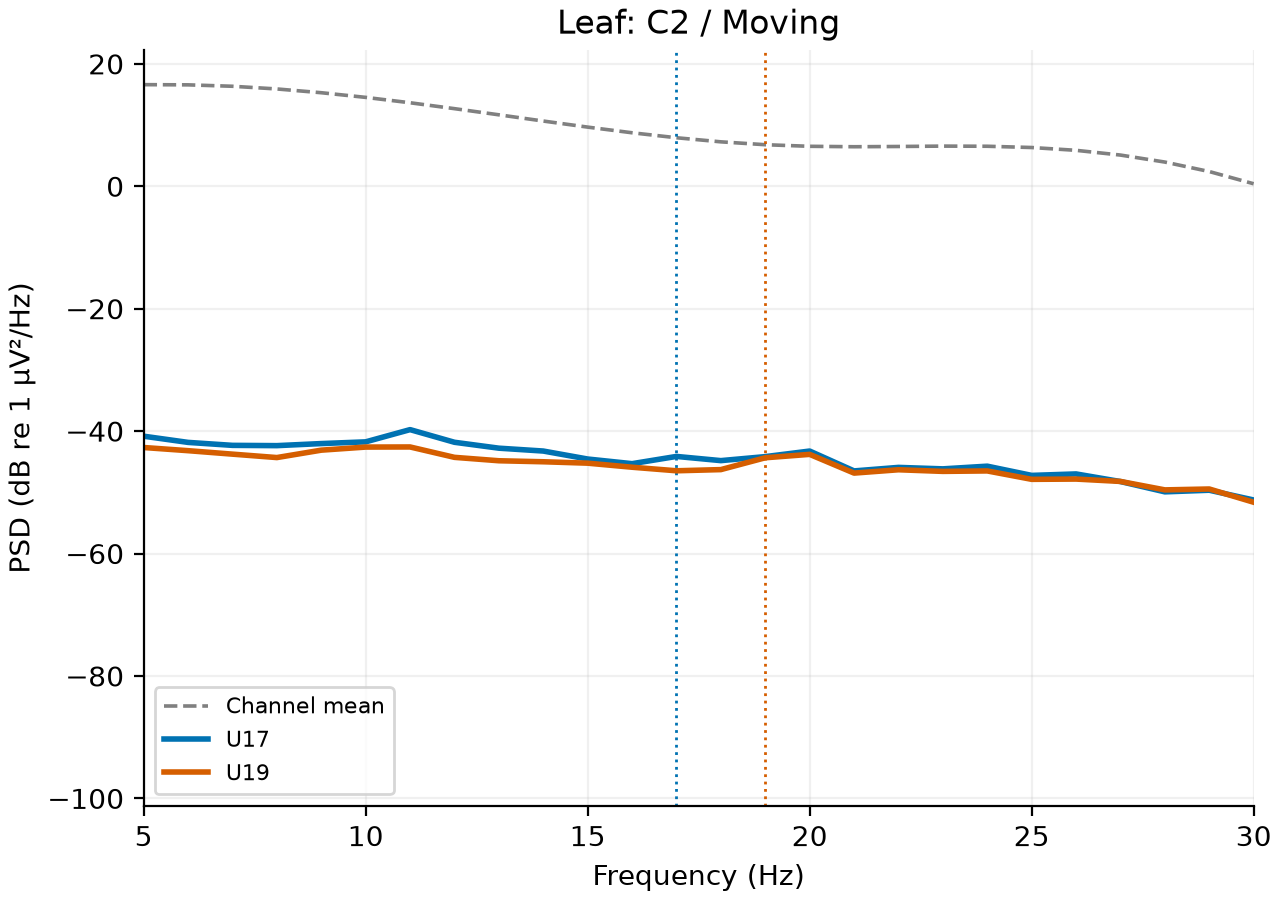 Leaf: C2 / Moving
PSD (dB re 1 µV²/Hz)
20
0
−20
−40
−60
−80
−100
Channel mean
U17
U19
5 10 15 20 25 30
Frequency (Hz)